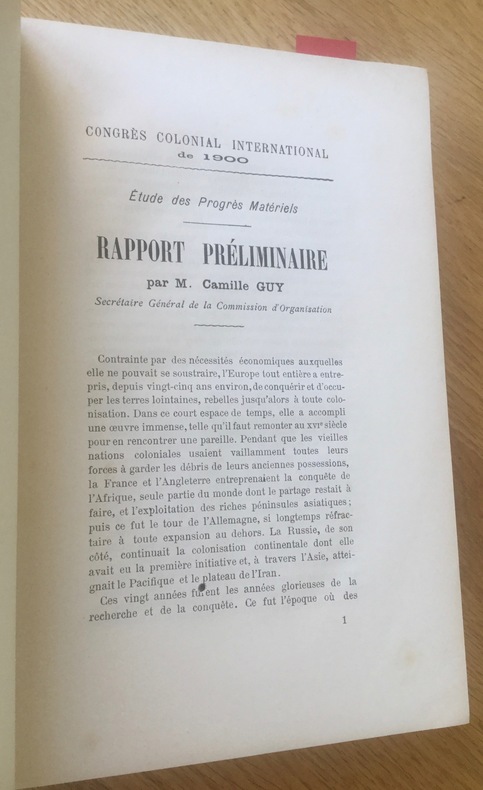 CONGRÈS COLONIAL INTERNATIONAL
de 1900
Étude des Progrès Matériels
RAPPORT PRÉLIMINAIRE
par M. Camille GUY
Secrétaire Général de la Commission d'Organisation
Contrainte par des nécessités économiques auxquelles
elle ne pouvait se soustraire, l'Europe tout entière a entre-
pris, depuis vingt-cinq ans environ, de conquérir et d'occu-
per les terres lointaines, rebelles jusqu'alors à toute colo-
nisation. Dans ce court espace de temps, elle a accompli
une œuvre immense, telle qu'il faut remonter au XVIe siècle
pour en rencontrer une pareille. Pendant que les vieilles
nations coloniales usaient vaillamment toutes leurs
forces à garder les débris de leurs anciennes possessions,
la France et l'Angleterre entreprenaient la conquête de
l'Afrique, seule partie du monde dont le partage restait à
faire, et l'exploitation des riches péninsules asiatiques ;
puis ce fut le tour de l'Allemagne, si longtemps réfrac-
taire à toute expansion au dehors. La Russie, de son
côté, continuait la colonisation continentale dont elle
avait eu la première initiative et, à travers l'Asie, attei-
gnait le Pacifique et le plateau de l'Iran.
Ces vingt années furent les années glorieuses de la
recherche et de la conquête. Ce fut l'époque où des
1